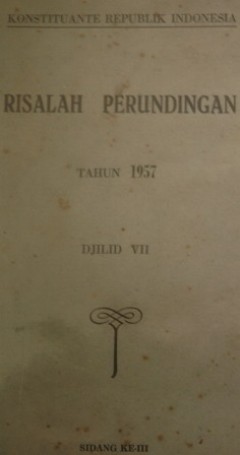 KONSTITUANTE REPUBLIK INDONESIA
RISALAH PERUNDINGAN
TAHUN 1957
DJILID VII
SIDANG KE-III